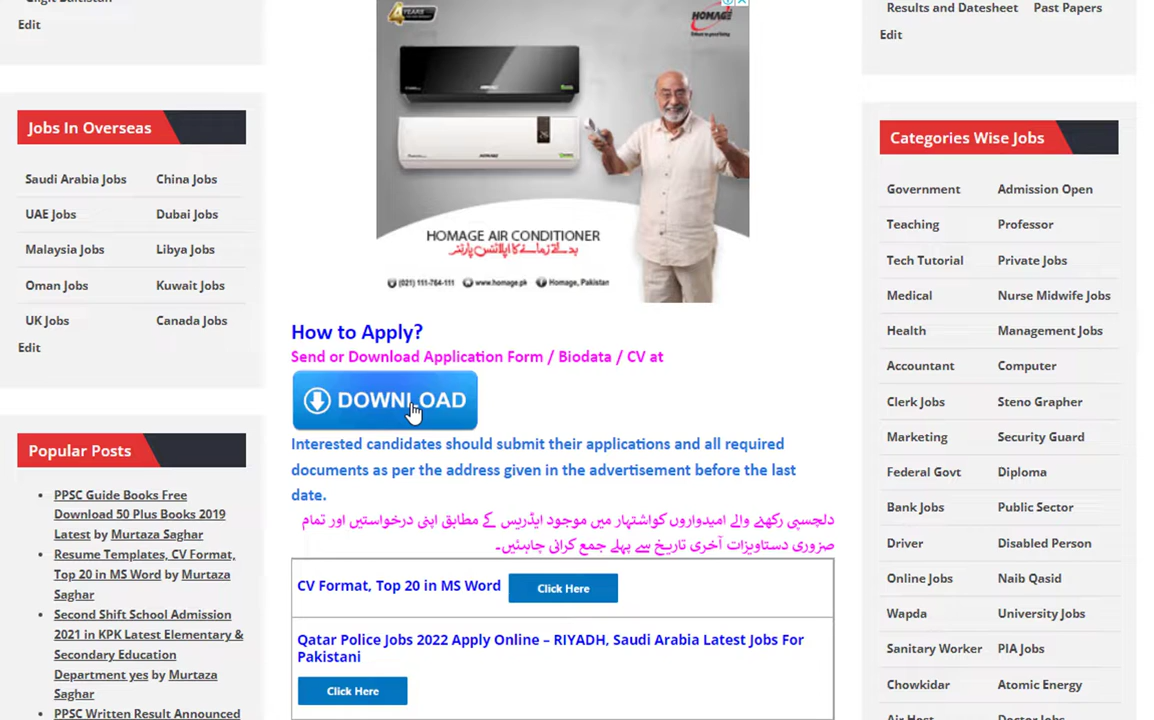 Gilgit Baltistan
Edit
Jobs In Overseas
Saudi Arabia Jobs China Jobs
UAE Jobs Dubai Jobs
Malaysia Jobs Libya Jobs
Oman Jobs Kuwait Jobs
UK Jobs Canada Jobs
Edit
Popular Posts
PPSC Guide Books Free
Download 50 Plus Books 2019
Latest by Murtaza Saghar
Resume Templates, CV Format,
Top 20 in MS Word by Murtaza
Saghar
Second Shift School Admission
2021 in KPK Latest Elementary &
Secondary Education
Department yes by Murtaza
Saghar
PPSC Written Result Announced
4 YEARS
HOMAGE
HOMAGE AIR CONDITIONER
بدلتے زمانے کا اپلائنس پارٹنر
(021) 111-764-111 www.homage.pk Homage, Pakistan
How to Apply?
Send or Download Application Form / Biodata / CV at
DOWNLOAD
Interested candidates should submit their applications and all required
documents as per the address given in the advertisement before the last
date.
دلچسپی رکھنے والے امیدواروں کواشتہار میں موجود ایڈریس کے مطابق اپنی درخواستیں اور تمام
ضروری دستاویزات آخری تاریخ سے پہلے جمع کرانی چاہئیں۔
CV Format, Top 20 in MS Word Click Here
Qatar Police Jobs 2022 Apply Online – RIYADH, Saudi Arabia Latest Jobs For
Pakistani
Click Here
Results and Datesheet Past Papers
Edit
Categories Wise Jobs
Government Admission Open
Teaching Professor
Tech Tutorial Private Jobs
Medical Nurse Midwife Jobs
Health Management Jobs
Accountant Computer
Clerk Jobs Steno Grapher
Marketing Security Guard
Federal Govt Diploma
Bank Jobs Public Sector
Driver Disabled Person
Online Jobs Naib Qasid
Wapda University Jobs
Sanitary Worker PIA Jobs
Chowkidar Atomic Energy
Air Host Doctor Jobs